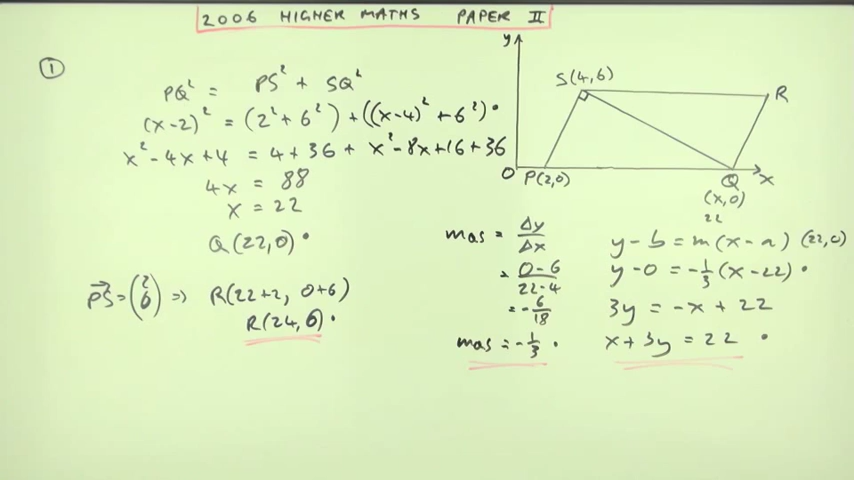 2006 HIGHER MATHS PAPER II
①
PQ² = PS² + SQ²
(x-2)² = (2²+6²)+((x-4)²+6²)•
x²-4x+4 = 4+36+x²-8x+16+36
4x = 88
x = 22
Q(22,0)•
PS⃗ = (2 6) => R(22+2, 0+6)
R(24,6)•
y
S(4,6)
R
O
P(2,0)
Q
x
(x,0)
22
mQS = Δy/Δx
= 0-6/22-4
= -6/18
mQS = -1/3 •
y-b = m(x-a) (22,0)
y-0 = -1/3(x-22)•
3y = -x+22
x+3y = 22 •